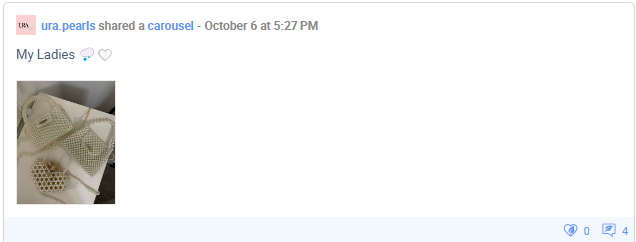 URA...
ura.pearls shared a carousel - October 6 at 5:27 PM
My Ladies 🌨️🤍
0 4